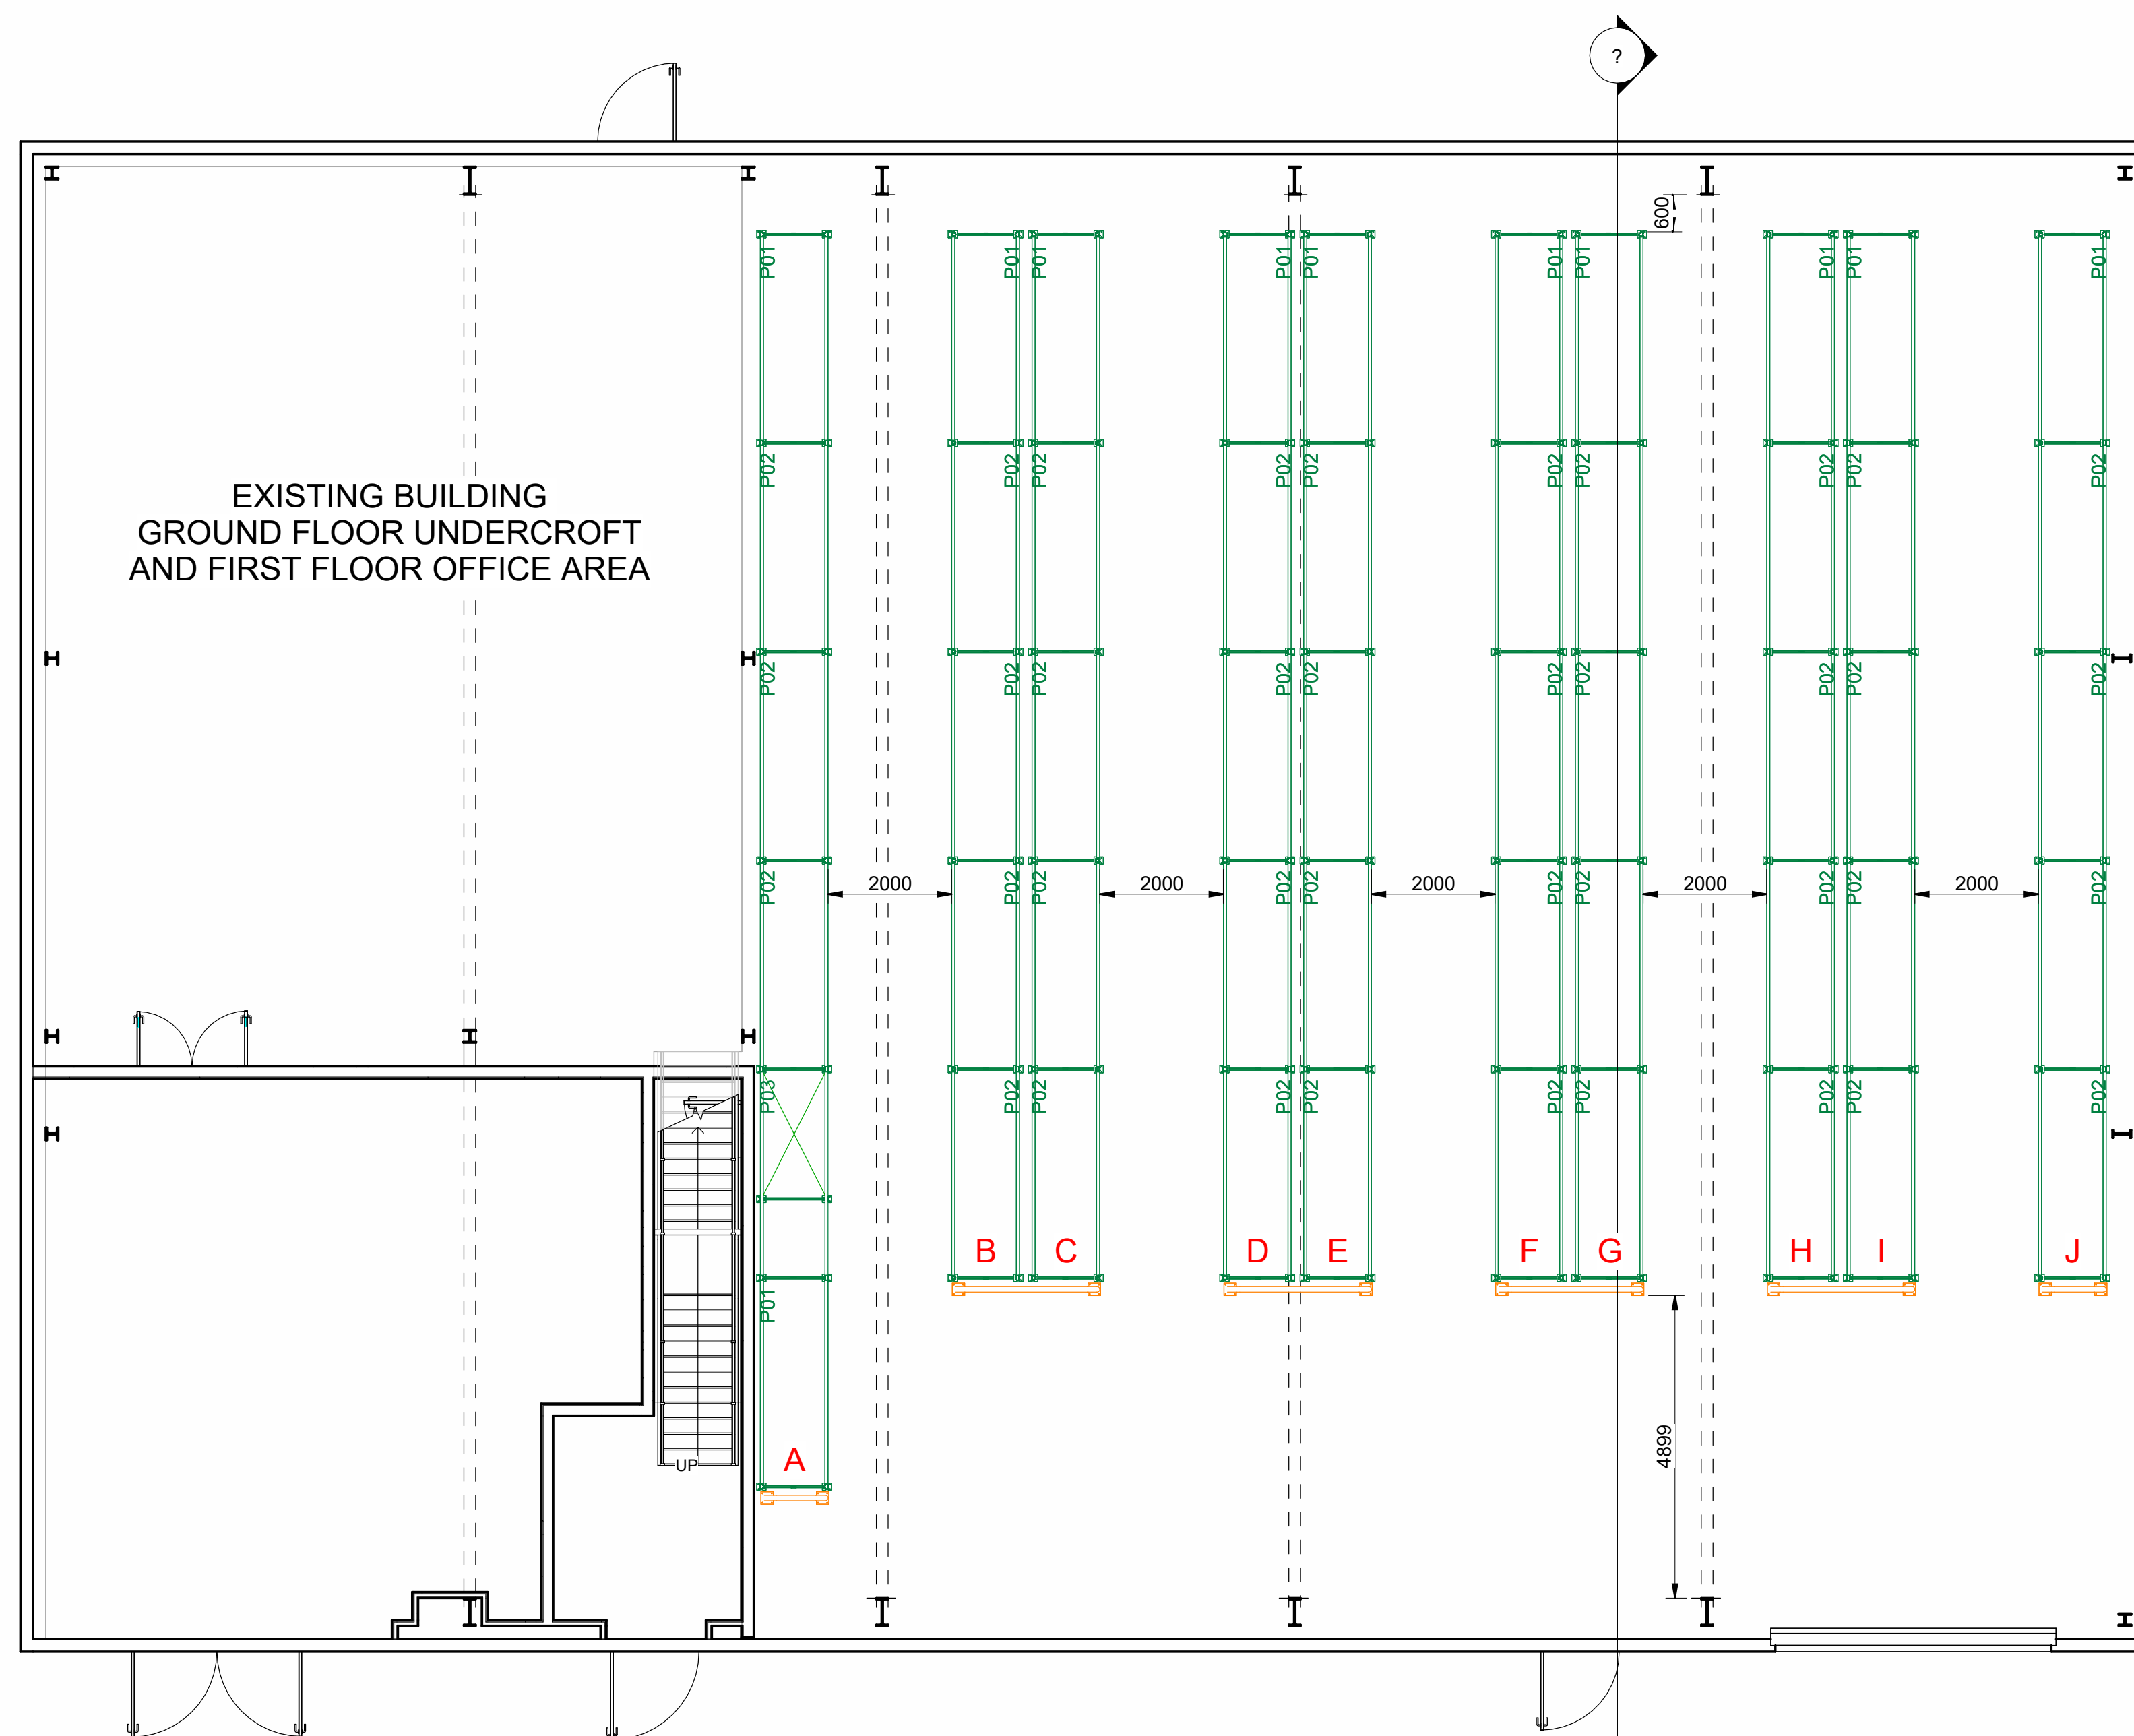 ?
600
P01
P01 P01
P01 P01
P01 P01
P01 P01
P01
P02
P02 P02
P02 P02
P02 P02
P02 P02
P02
EXISTING BUILDING
GROUND FLOOR UNDERCROFT
AND FIRST FLOOR OFFICE AREA
P02
P02 P02
P02 P02
P02 P02
P02 P02
P02
2000
2000
2000
2000
2000
P02
P02 P02
P02 P02
P02 P02
P02 P02
P02
P03
P02 P02
P02 P02
P02 P02
P02 P02
P02
B
C
D
E
F
G
H
I
J
P01
4899
A
UP